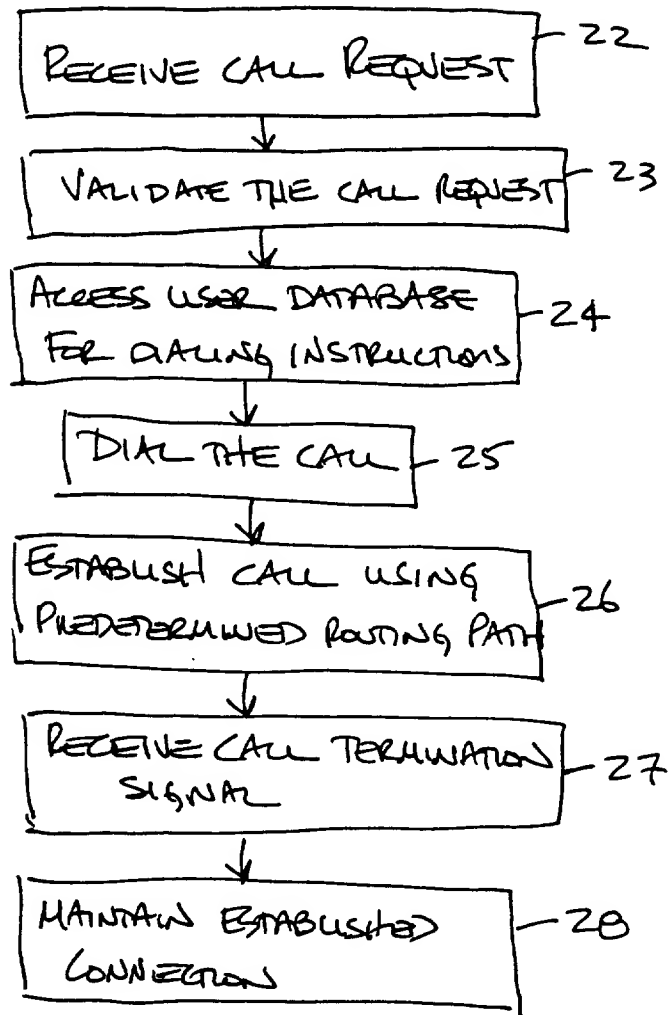 RECEIVE CALL REQUEST
22
VALIDATE THE CALL REQUEST
23
ACCESS USER DATABASE
FOR DIALING INSTRUCTIONS
24
DIAL THE CALL
25
ESTABLISH CALL USING
PREDETERMINED ROUTING PATH
26
RECEIVE CALL TERMINATION
SIGNAL
27
MAINTAIN ESTABLISHED
CONNECTION
28